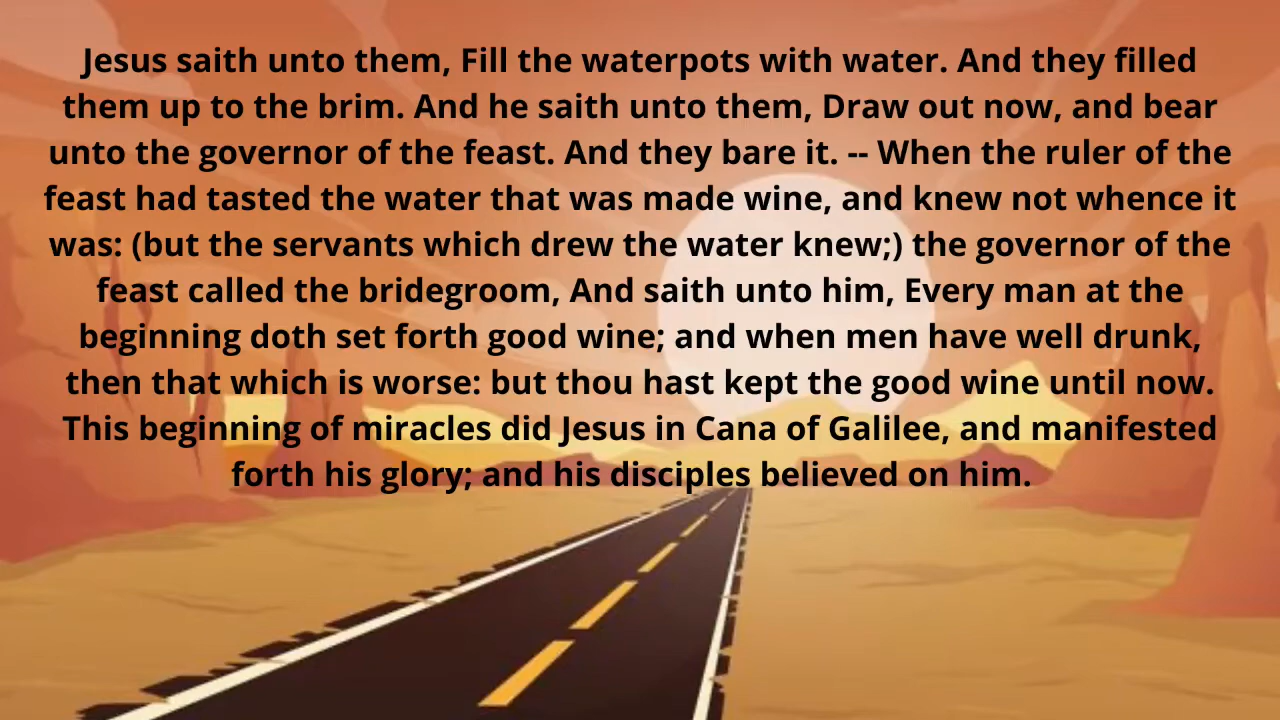 Jesus saith unto them, Fill the waterpots with water. And they filled
them up to the brim. And he saith unto them, Draw out now, and bear
unto the governor of the feast. And they bare it. -- When the ruler of the
feast had tasted the water that was made wine, and knew not whence it
was: (but the servants which drew the water knew;) the governor of the
feast called the bridegroom, And saith unto him, Every man at the
beginning doth set forth good wine; and when men have well drunk,
then that which is worse: but thou hast kept the good wine until now.
This beginning of miracles did Jesus in Cana of Galilee, and manifested
forth his glory; and his disciples believed on him.